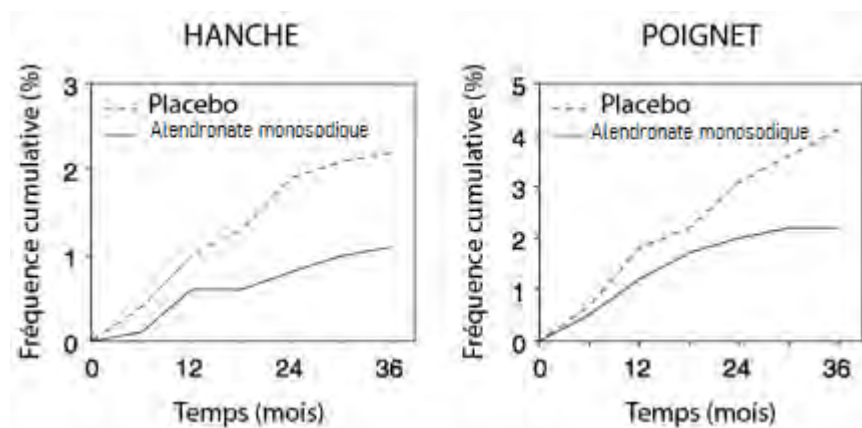 HANCHE
Fréquence cumulative (%)
3
2
1
0
Placebo
Alendronate monosodique
0 12 24 36
Temps (mois)
POIGNET
Fréquence cumulative (%)
5
4
3
2
1
0
Placebo
Alendronate monosodique
0 12 24 36
Temps (mois)